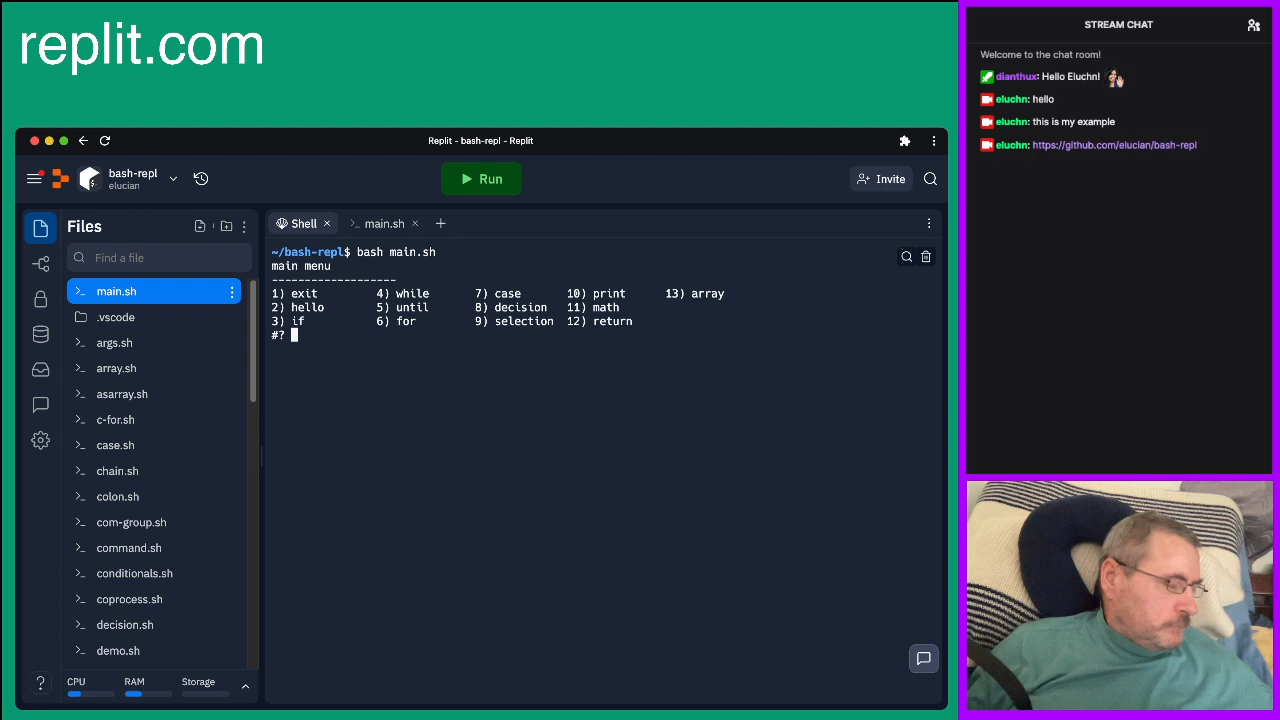 replit.com
Replit - bash-repl - Replit
bash-repl
elucian
Run
Invite
Files
Find a file
main.sh
.vscode
args.sh
array.sh
asarray.sh
c-for.sh
case.sh
chain.sh
colon.sh
com-group.sh
command.sh
conditionals.sh
coprocess.sh
decision.sh
demo.sh
CPU RAM Storage
Shell main.sh
~/bash-repl$ bash main.sh
main menu
-------------------
1) exit 4) while 7) case 10) print 13) array
2) hello 5) until 8) decision 11) math
3) if 6) for 9) selection 12) return
#?
STREAM CHAT
Welcome to the chat room!
dianthux: Hello Eluchn!
eluchn: hello
eluchn: this is my example
eluchn: https://github.com/elucian/bash-repl